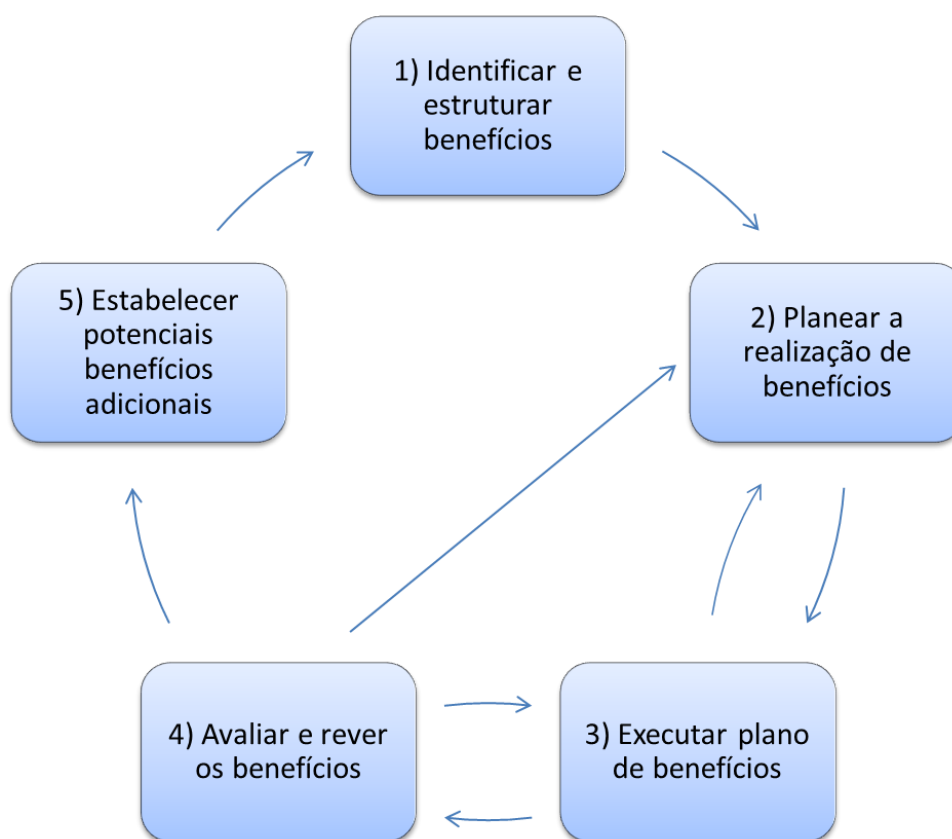 1) Identificar e
estruturar
benefícios
2) Planear a
realização de
benefícios
3) Executar plano
de benefícios
4) Avaliar e rever
os benefícios
5) Estabelecer
potenciais
benefícios
adicionais